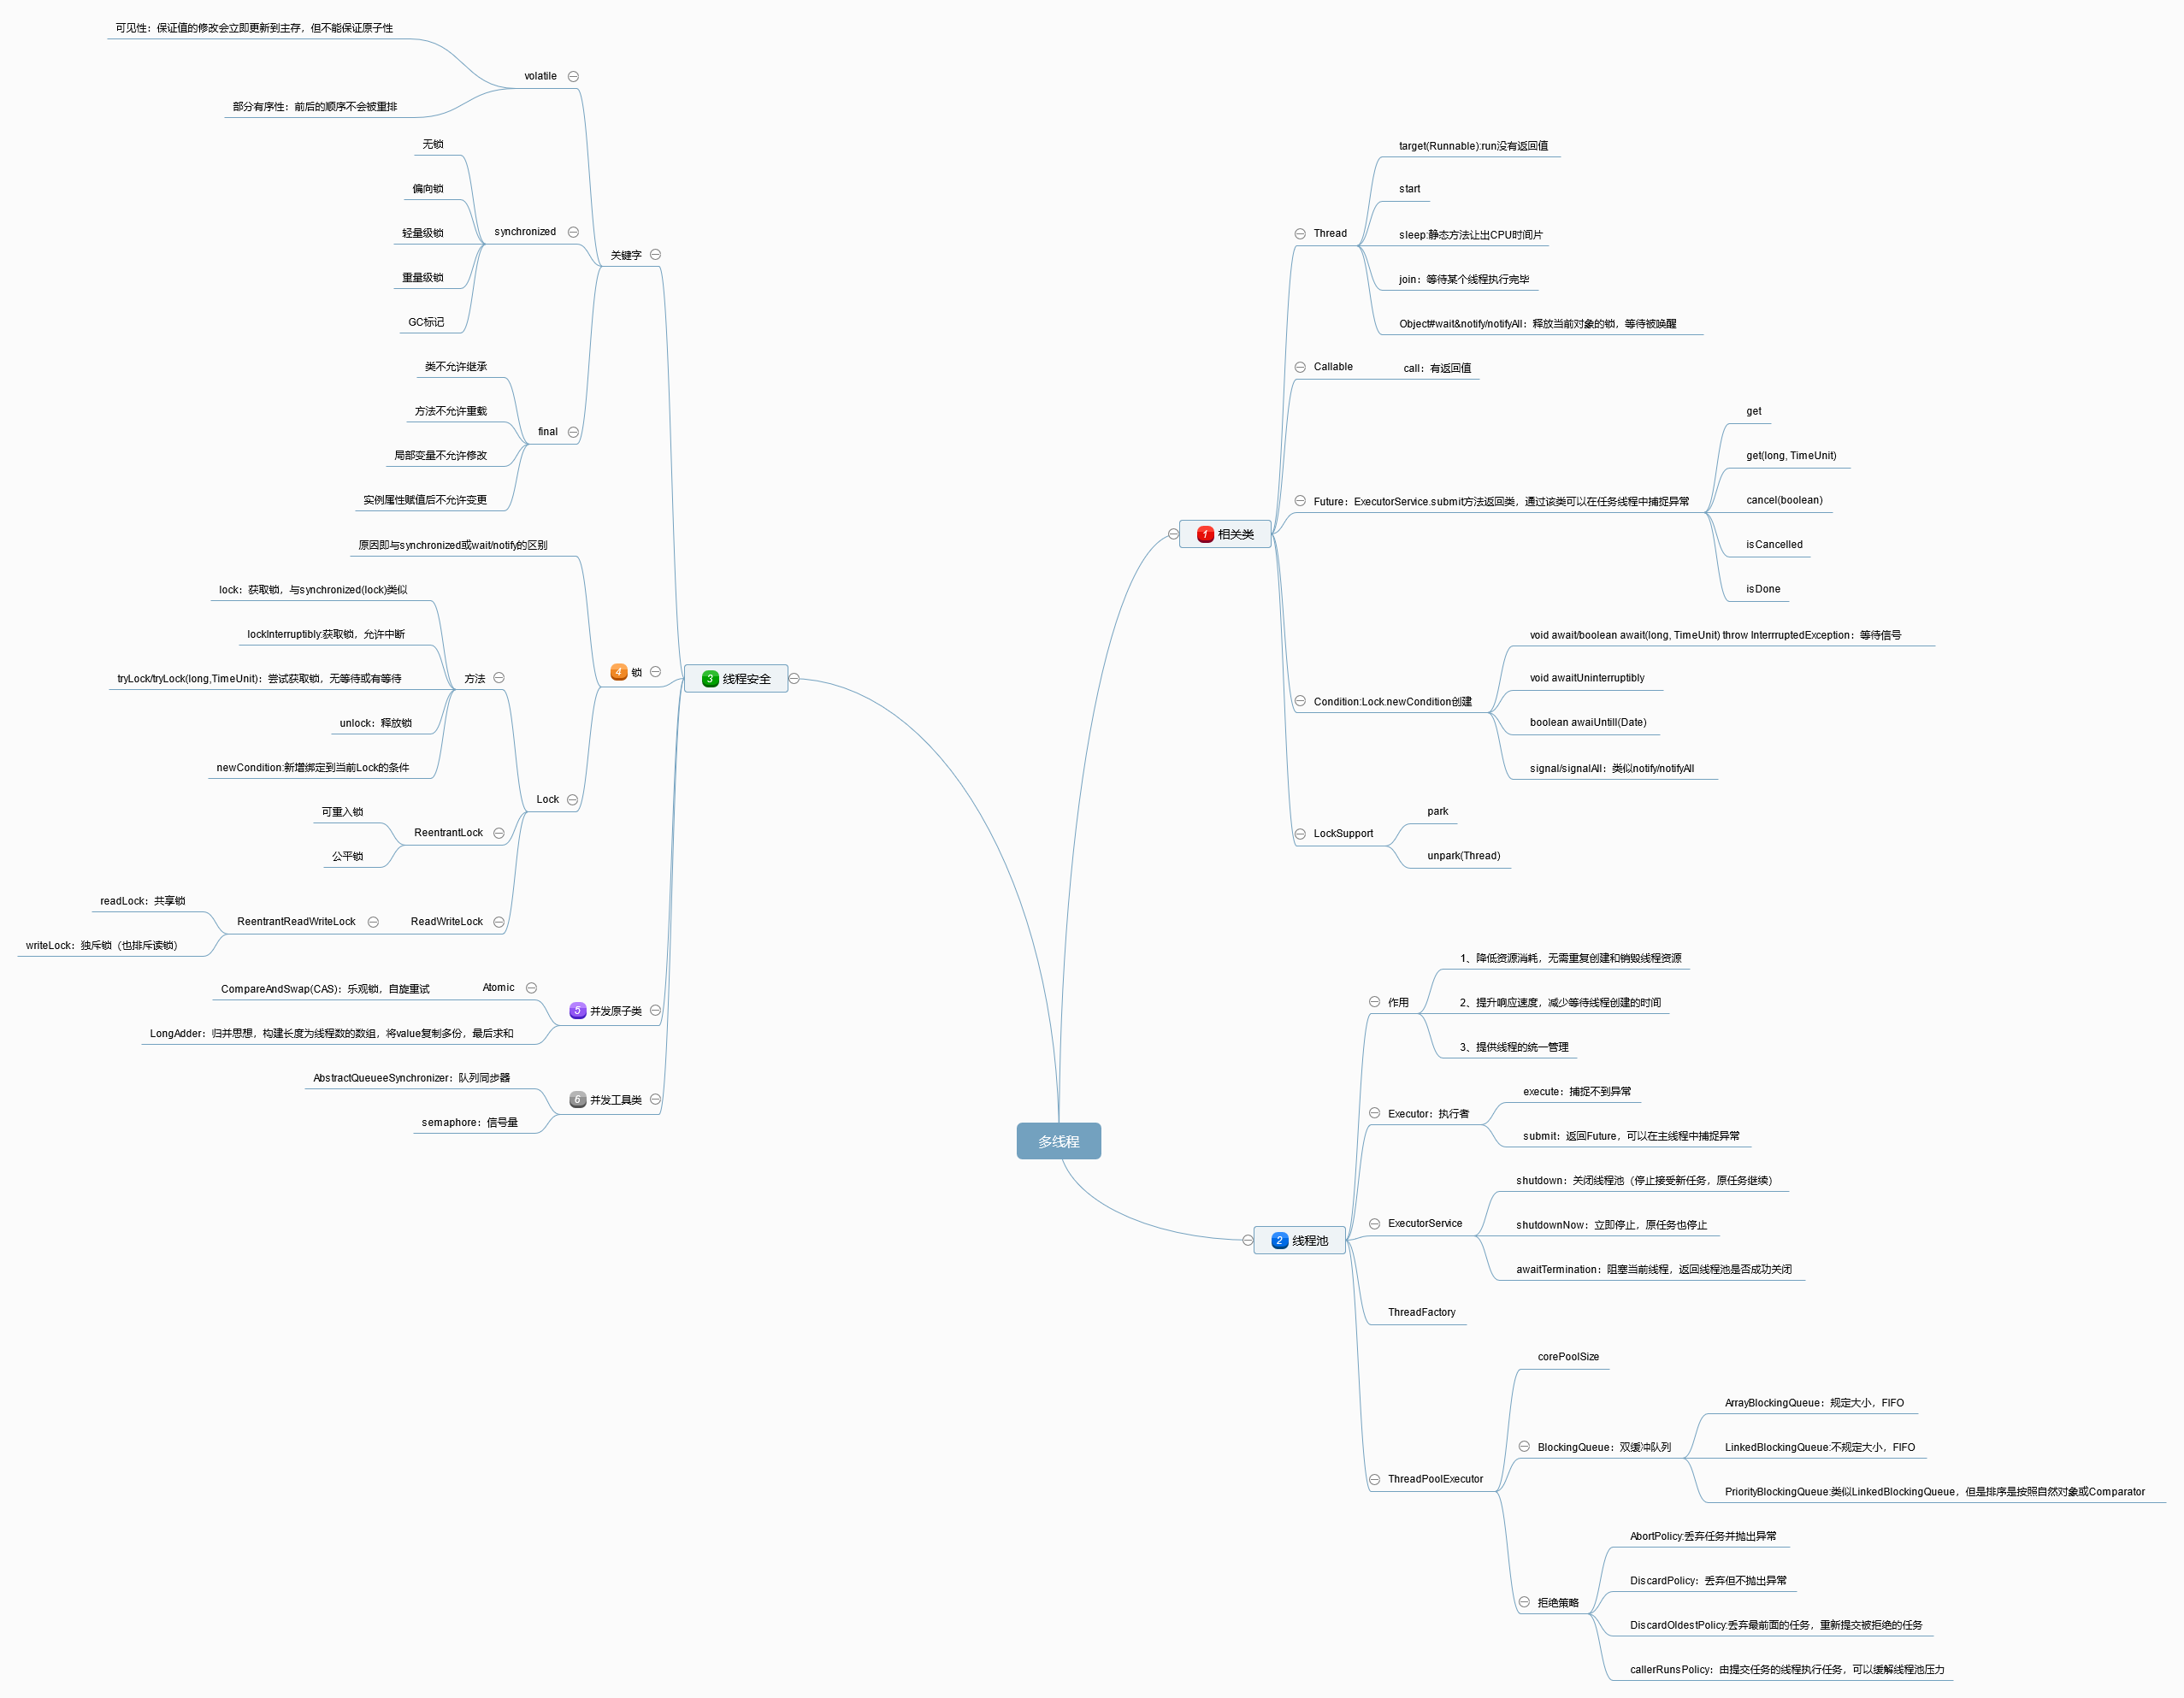 多线程
1 相关类
Thread
target(Runnable):run没有返回值
start
sleep:静态方法让出CPU时间片
join：等待某个线程执行完毕
Object#wait&notify/notifyAll：释放当前对象的锁，等待被唤醒
Callable
call：有返回值
Future：ExecutorService.submit方法返回类，通过该类可以在任务线程中捕捉异常
get
get(long, TimeUnit)
cancel(boolean)
isCancelled
isDone
Condition:Lock.newCondition创建
void await/boolean await(long, TimeUnit) throw InterrruptedException：等待信号
void awaitUninterruptibly
boolean awaiUntill(Date)
signal/signalAll：类似notify/notifyAll
LockSupport
park
unpark(Thread)
2 线程池
作用
1、降低资源消耗，无需重复创建和销毁线程资源
2、提升响应速度，减少等待线程创建的时间
3、提供线程的统一管理
Executor：执行者
execute：捕捉不到异常
submit：返回Future，可以在主线程中捕捉异常
ExecutorService
shutdown：关闭线程池（停止接受新任务，原任务继续）
shutdownNow：立即停止，原任务也停止
awaitTermination：阻塞当前线程，返回线程池是否成功关闭
ThreadFactory
ThreadPoolExecutor
corePoolSize
BlockingQueue：双缓冲队列
ArrayBlockingQueue：规定大小，FIFO
LinkedBlockingQueue:不规定大小，FIFO
PriorityBlockingQueue:类似LinkedBlockingQueue，但是排序是按照自然对象或Comparator
拒绝策略
AbortPolicy:丢弃任务并抛出异常
DiscardPolicy：丢弃但不抛出异常
DiscardOldestPolicy:丢弃最前面的任务，重新提交被拒绝的任务
callerRunsPolicy：由提交任务的线程执行任务，可以缓解线程池压力
3 线程安全
关键字
volatile
可见性：保证值的修改会立即更新到主存，但不能保证原子性
部分有序性：前后的顺序不会被重排
synchronized
无锁
偏向锁
轻量级锁
重量级锁
GC标记
final
类不允许继承
方法不允许重载
局部变量不允许修改
实例属性赋值后不允许变更
4 锁
原因即与synchronized或wait/notify的区别
Lock
方法
lock：获取锁，与synchronized(lock)类似
lockInterruptibly:获取锁，允许中断
tryLock/tryLock(long,TimeUnit)：尝试获取锁，无等待或有等待
unlock：释放锁
newCondition:新增绑定到当前Lock的条件
ReentrantLock
可重入锁
公平锁
ReadWriteLock
ReentrantReadWriteLock
readLock：共享锁
writeLock：独斥锁（也排斥读锁）
5 并发原子类
Atomic
CompareAndSwap(CAS)：乐观锁，自旋重试
LongAdder：归并思想，构建长度为线程数的数组，将value复制多份，最后求和
6 并发工具类
AbstractQueueeSynchronizer：队列同步器
semaphore：信号量